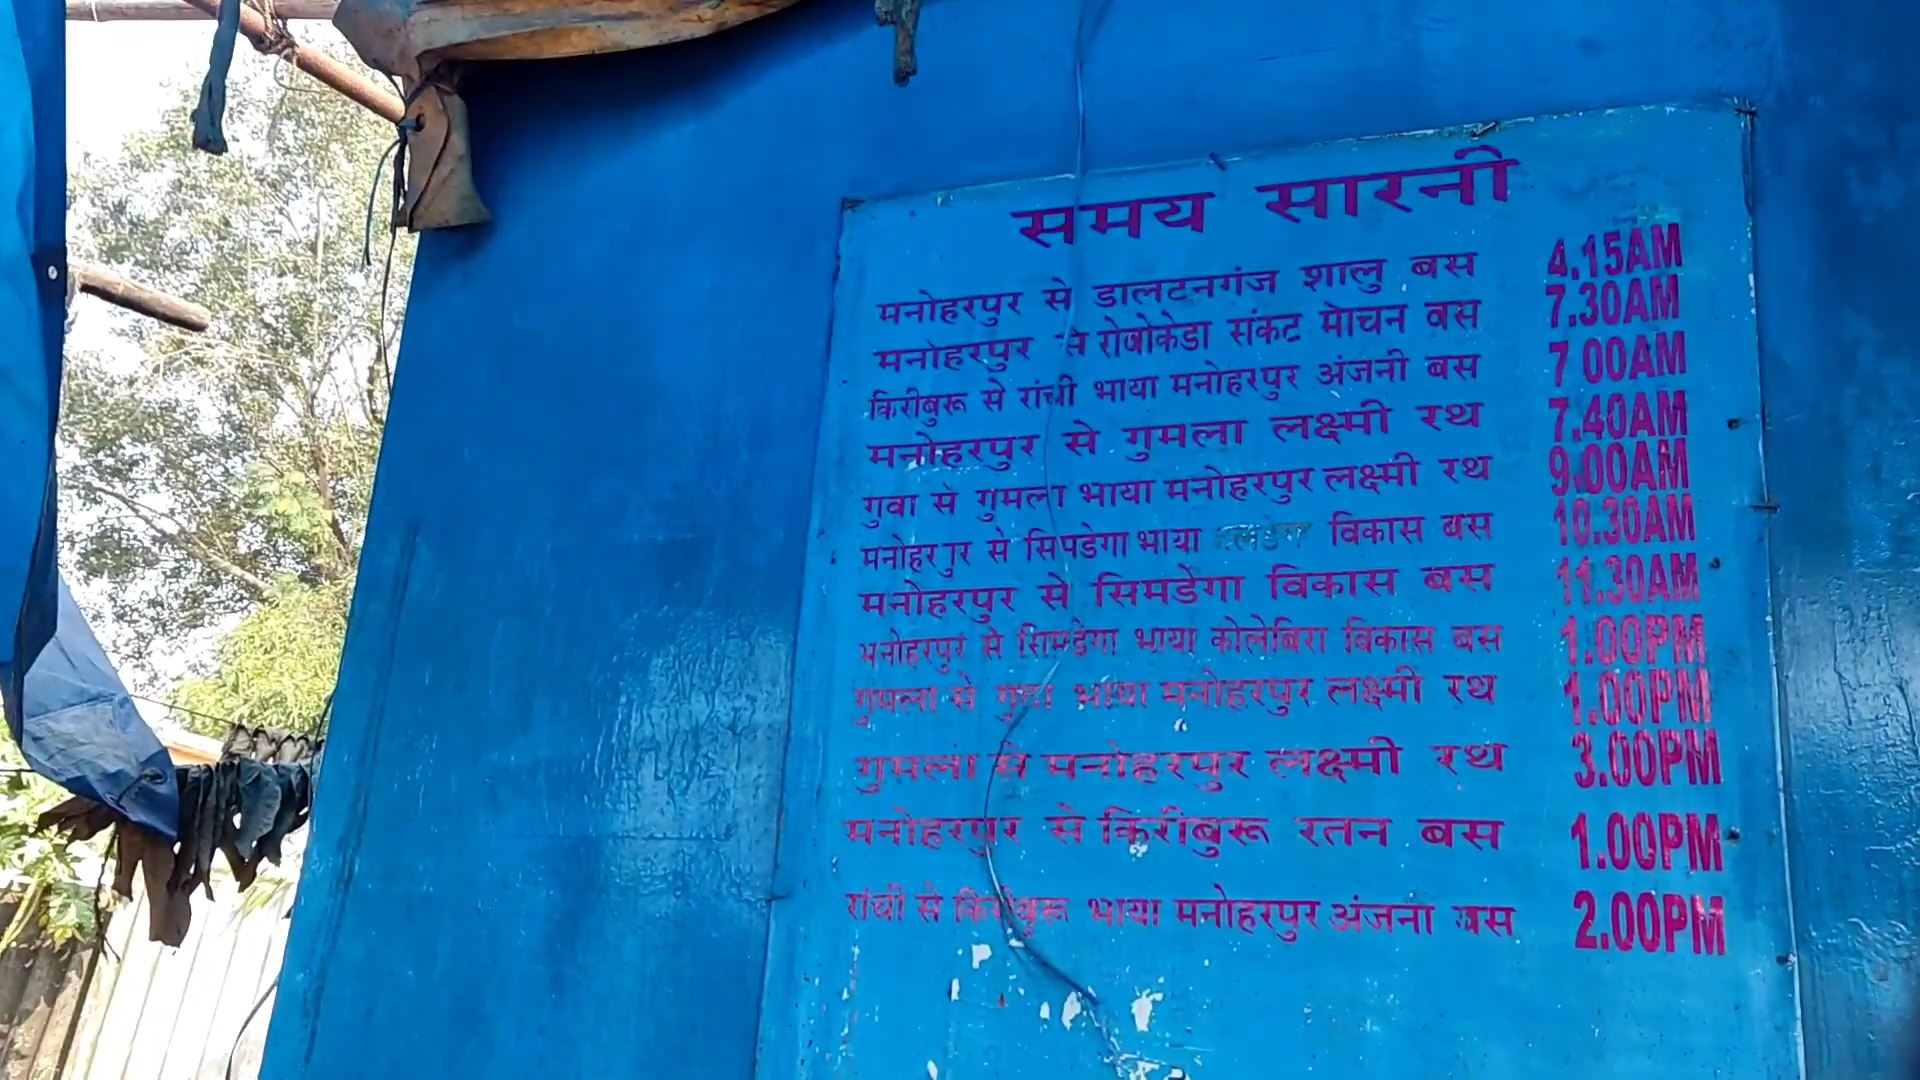 समय सारनी
मनोहरपुर से डालटनगंज शालु बस 4.15AM
मनोहरपुर से संकट मोचन बस 7.30AM
किरीबुरू से रांची भाया मनोहरपुर अंजनी बस 7 00AM
मनोहरपुर से गुमला लक्ष्मी रथ 7.40AM
गुवा से गुमला भाया मनोहरपुर लक्ष्मी रथ 9.00AM
मनोहरपुर से सिमडेगा भाया विकास बस 10.30AM
मनोहरपुर से सिमडेगा विकास बस 11.30AM
मनोहरपुर से सिमडेगा भाया कोलेबिरा विकास बस 1.00PM
गुमला से गुवा भाया मनोहरपुर लक्ष्मी रथ 1.00PM
गुमला से मनोहरपुर लक्ष्मी रथ 3.00PM
मनोहरपुर से किरीबुरू रतन बस 1.00PM
रांची से किरीबुरू भाया मनोहरपुर अंजना बस 2.00PM